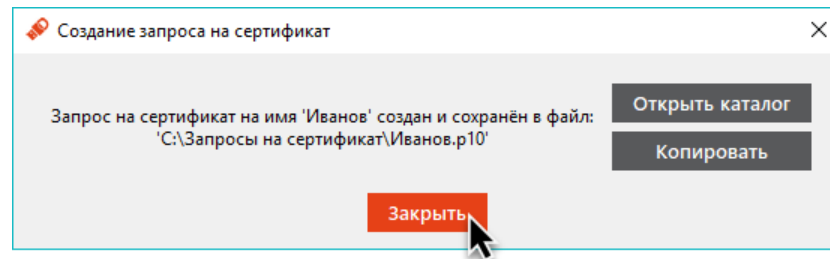 Создание запроса на сертификат
Запрос на сертификат на имя 'Иванов' создан и сохранён в файл:
'C:\Запросы на сертификат\Иванов.p10'
Открыть каталог
Копировать
Закрыть